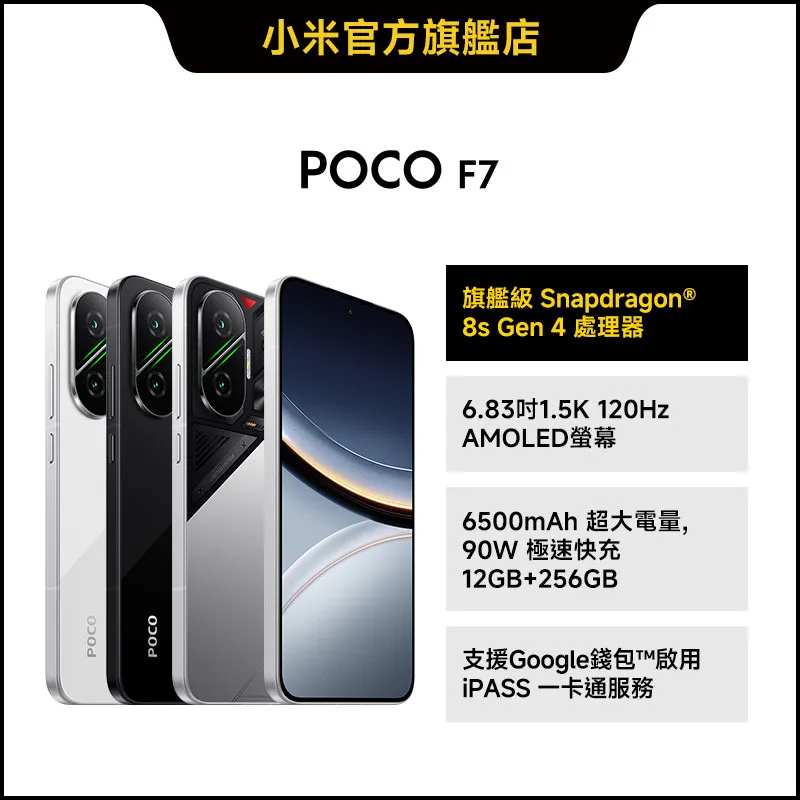 小米官方旗艦店
POCO F7
旗艦級 Snapdragon®
8s Gen 4 處理器
6.83吋1.5K 120Hz
AMOLED螢幕
6500mAh 超大電量,
90W 極速快充
12GB+256GB
支援Google錢包™啟用
iPASS 一卡通服務
POCO
POCO